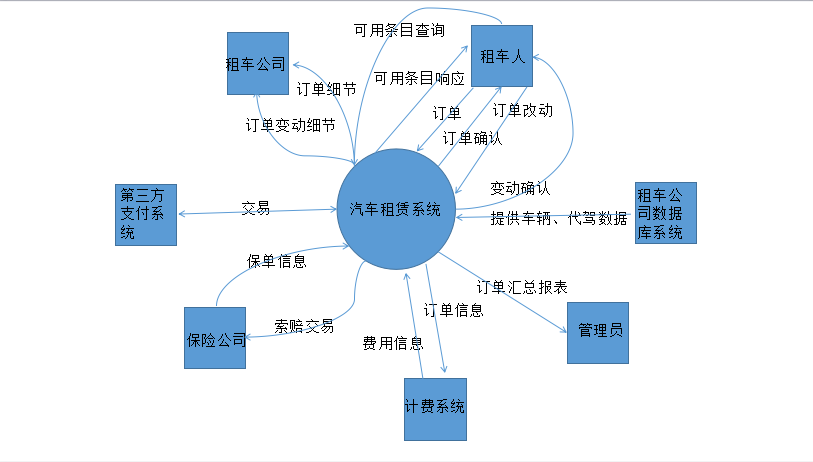 可用条目查询
租车人
租车公司
可用条目响应
订单细节
订单
订单改动
订单变动细节
订单确认
第三方
支付系
统
交易
汽车租赁系统
变动确认
租车公
司数据
库系统
提供车辆、代驾数据
保单信息
订单汇总报表
订单信息
索赔交易
管理员
保险公司
费用信息
计费系统